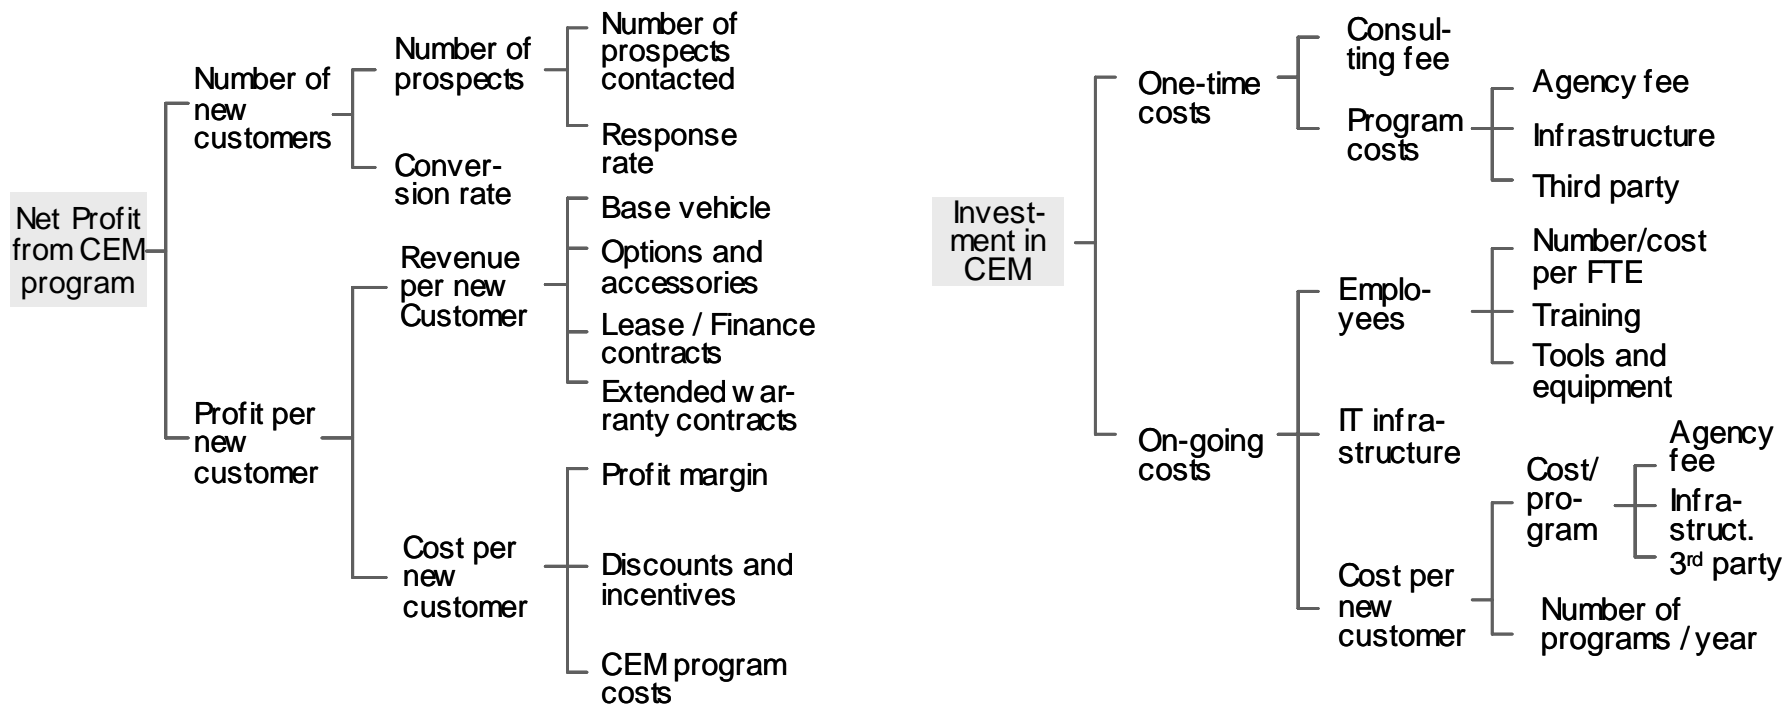 Net Profit
from CEM
program
Number of
new
customers
Number of
prospects
Number of
prospects
contacted
Response
rate
Conver-
sion rate
Profit per
new
customer
Revenue
per new
Customer
Base vehicle
Options and
accessories
Lease / Finance
contracts
Extended war-
ranty contracts
Cost per
new
customer
Profit margin
Discounts and
incentives
CEM program
costs
Invest-
ment in
CEM
One-time
costs
Consul-
ting fee
Program
costs
Agency fee
Infrastructure
Third party
On-going
costs
Emplo-
yees
Number/cost
per FTE
Training
Tools and
equipment
IT infra-
structure
Cost per
new
customer
Cost/
pro-
gram
Agency
fee
Infra-
struct.
3rd party
Number of
programs / year